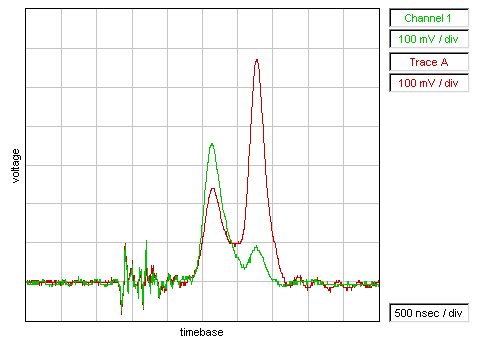 Channel 1
100 mV / div
Trace A
100 mV / div
voltage
500 nsec / div
timebase